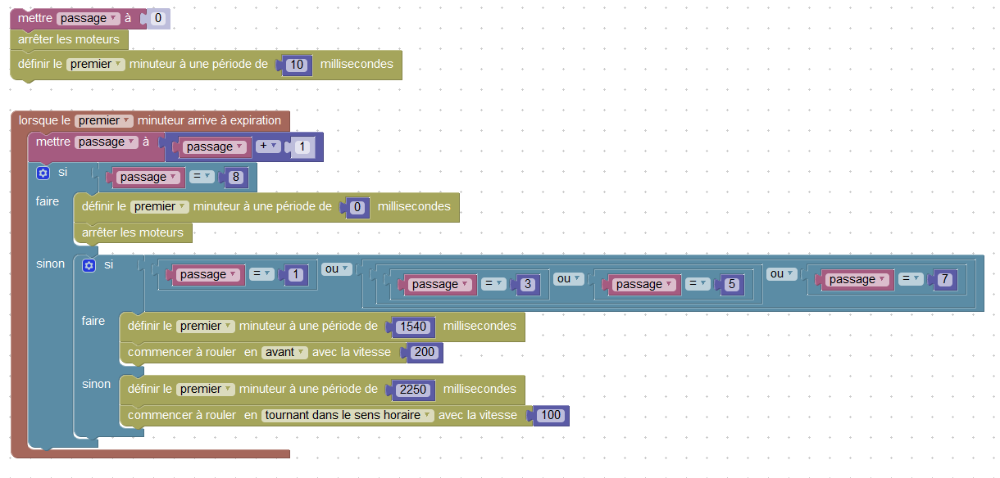 mettre passage à 0
arrêter les moteurs
définir le premier minuteur à une période de 10 millisecondes
lorsque le premier minuteur arrive à expiration
mettre passage à passage + 1
si passage = 8
faire définir le premier minuteur à une période de 0 millisecondes
arrêter les moteurs
sinon si passage = 1 ou passage = 3 ou passage = 5 ou passage = 7
faire définir le premier minuteur à une période de 1540 millisecondes
commencer à rouler en avant avec la vitesse 200
sinon définir le premier minuteur à une période de 2250 millisecondes
commencer à rouler en tournant dans le sens horaire avec la vitesse 100